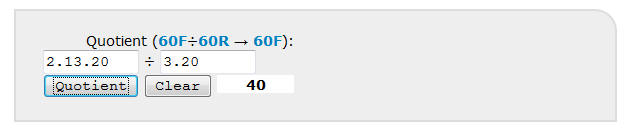 Quotient (60F÷60R → 60F):
2.13.20 ÷ 3.20
Quotient Clear 40